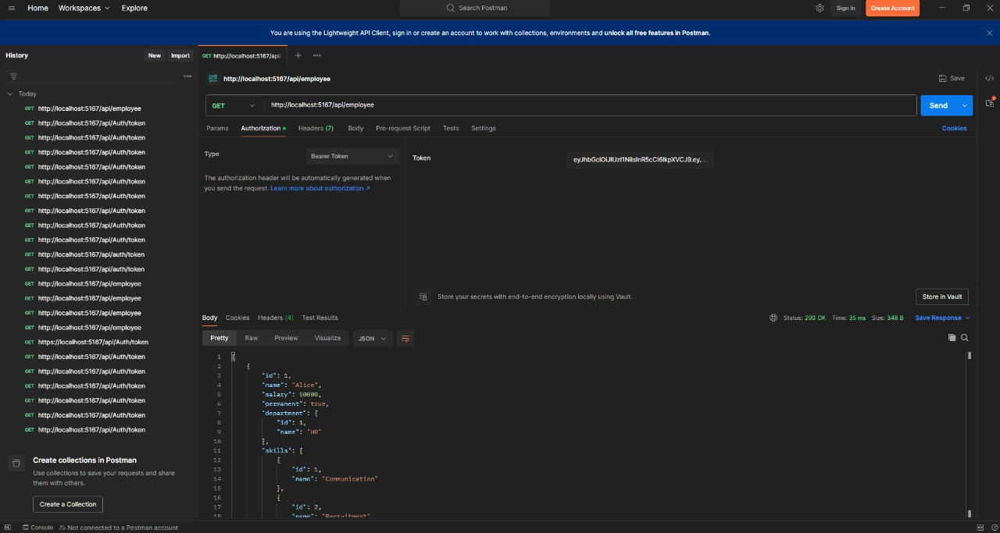 Home Workspaces Explore Search Postman Sign In Create Account
You are using the Lightweight API Client, sign in or create an account to work with collections, environments and unlock all free features in Postman.
History New Import
Today
GET http://localhost:5167/api/employee
GET http://localhost:5167/api/Auth/token
GET http://localhost:5167/api/Auth/token
GET http://localhost:5167/api/Auth/token
GET http://localhost:5167/api/Auth/token
GET http://localhost:5167/api/Auth/token
GET http://localhost:5167/api/Auth/token
GET http://localhost:5167/api/Auth/token
GET http://localhost:5167/api/Auth/token
GET http://localhost:5167/api/Auth/token
GET http://localhost:5167/api/auth/token
GET http://localhost:5167/api/auth/token
GET http://localhost:5167/api/employee
GET http://localhost:5167/api/employee
GET http://localhost:5167/api/employee
GET http://localhost:5167/api/employee
GET https://localhost:5167/api/Auth/token
GET http://localhost:5167/api/Auth/token
GET http://localhost:5167/api/Auth/token
GET http://localhost:5167/api/Auth/token
GET http://localhost:5167/api/Auth/token
GET http://localhost:5167/api/Auth/token
GET http://localhost:5167/api/Auth/token
Create collections in Postman
Use collections to save your requests and share
them with others.
Create a Collection
GET http://localhost:5167/api/
http://localhost:5167/api/employee Save
GET http://localhost:5167/api/employee Send
Params Authorization Headers (7) Body Pre-request Script Tests Settings Cookies
Type Bearer Token
The authorization header will be automatically generated when
you send the request. Learn more about authorization ↗
Token
Store your secrets with end-to-end encryption locally using Vault. Store in Vault
Body Cookies Headers (4) Test Results Status: 200 OK Time: 35 ms Size: 348 B Save Response
Pretty Raw Preview Visualize JSON
1 [
2 {
3 "id": 1,
4 "name": "Alice",
5 "salary": 50000,
6 "permanent": true,
7 "department": {
8 "id": 1,
9 "name": "HR"
10 },
11 "skills": [
12 {
13 "id": 1,
14 "name": "Communication"
15 },
16 {
17 "id": 2,
18 "name": "Recruitment"
Console Not connected to a Postman account